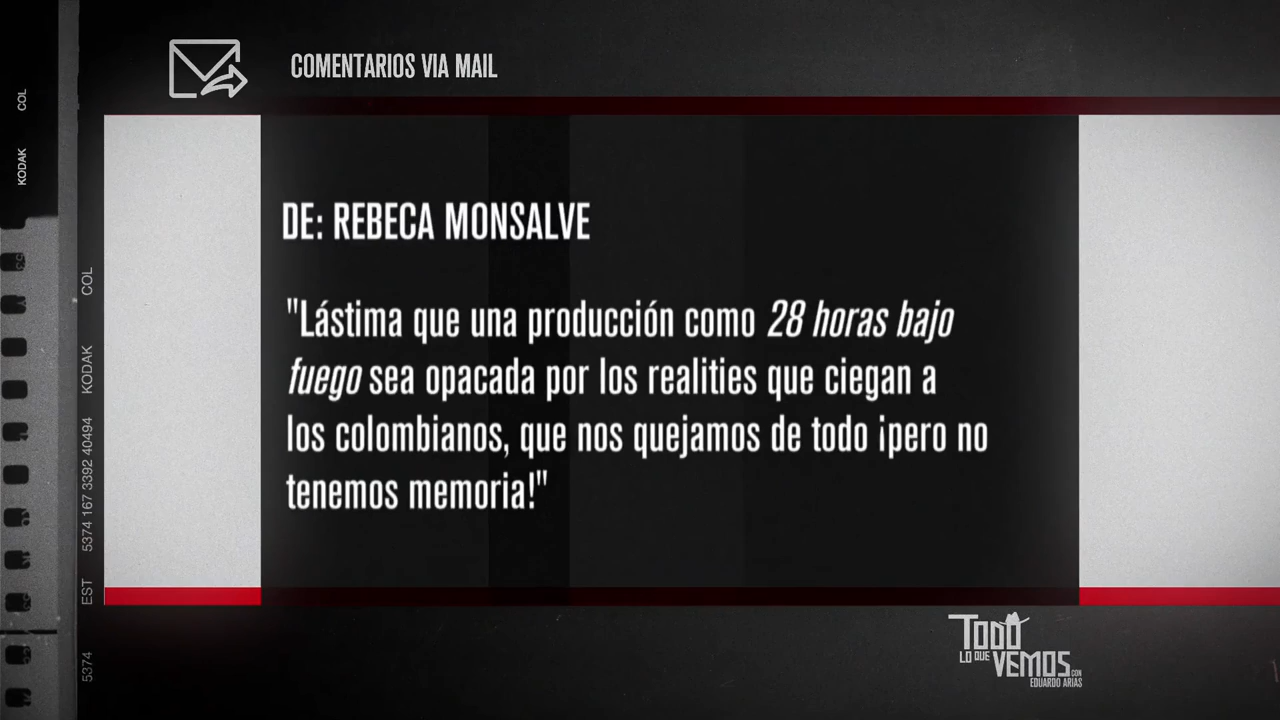 COMENTARIOS VIA MAIL
DE: REBECA MONSALVE
"Lástima que una producción como 28 horas bajo
fuego sea opacada por los realities que ciegan a
los colombianos, que nos quejamos de todo ¡pero no
tenemos memoria!"
TODO
LO QUE VEMOS CON
EDUARDO ARIAS
COL
KODAK
COL
KODAK
5374 167 3392 40494
EST
5374